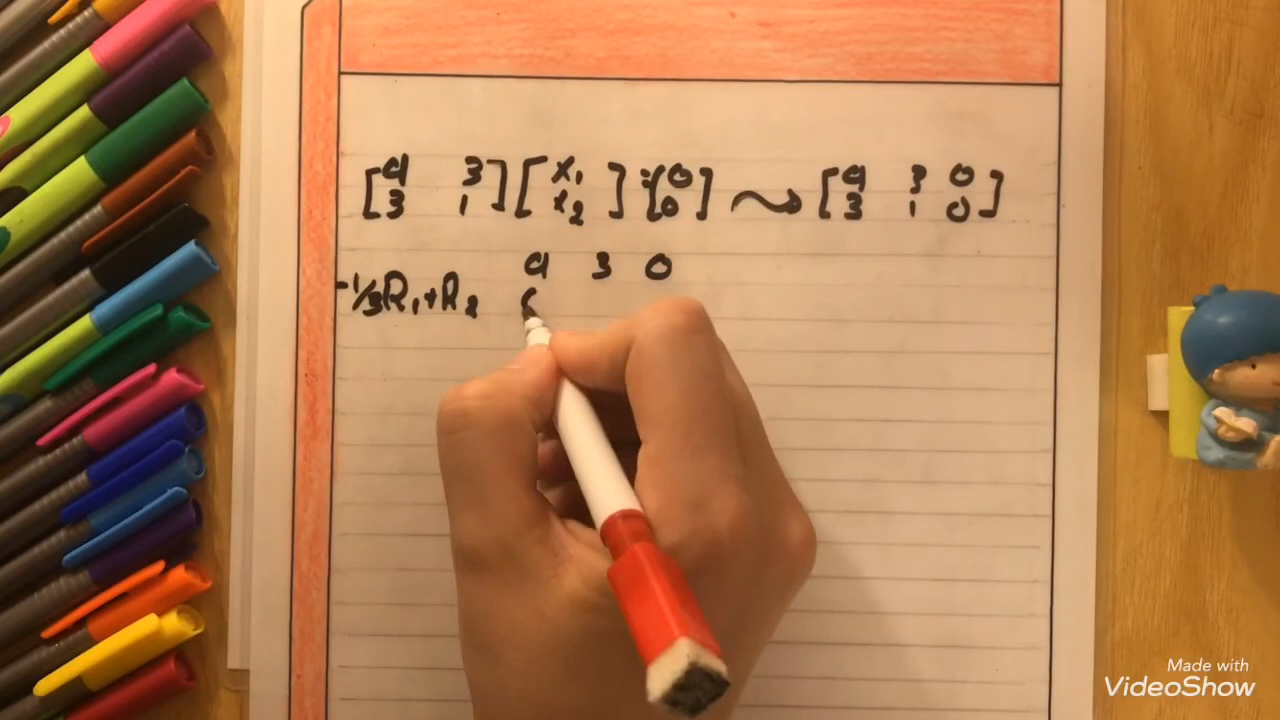 [9 3] [x₁] = [0] ~ [9 3 0]
[3 1] [x₂] [0] [3 1 0]
9 3 0
-1/3R₁+R₂
Made with
VideoShow